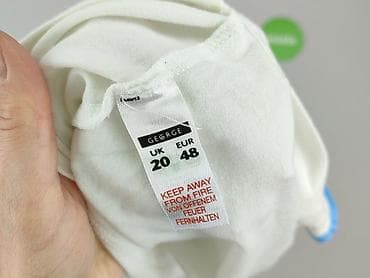 GEORGE
UK EUR
20 48
KEEP AWAY
FROM FIRE
VON OFFENEM
FEUER
FERNHALTEN